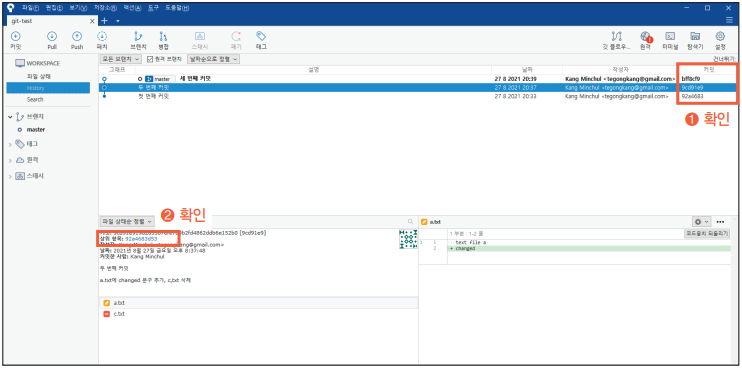 파일(F) 편집(E) 보기(V) 저장소(R) 액션(A) 도구 도움말(H)
git-test
커밋 Pull Push 패치 브랜치 병합 스태시 폐기 태그 깃 플로우... 원격 터미널 탐색기 설정
모든 브랜치 원격 브랜치 날짜순으로 정렬 건너뛰기:
그래프 설명 날짜 작성자 커밋
master 세 번째 커밋 27 8 2021 20:39 Kang Minchul <tegongkang@gmail.com> bff8cf9
두 번째 커밋 27 8 2021 20:37 Kang Minchul <tegongkang@gmail.com> 9cd91e9
첫 번째 커밋 27 8 2021 20:33 Kang Minchul <tegongkang@gmail.com> 92a4683
WORKSPACE
파일 상태
History
Search
브랜치
master
태그
원격
스태시
❶ 확인
❷ 확인
파일 상태순 정렬
b2fd4862ddb6e152b0 [9cd91e9]
상위 항목: 92a4683d53
날짜: 2021년 8월 27일 금요일 오후 8:37:48
커밋한 사람: Kang Minchul
두 번째 커밋
a.txt에 changed 문구 추가, c.txt 삭제
a.txt
c.txt
a.txt
1 부분 : 1-2 줄 코드뭉치 되돌리기
1 1 text file a
2 + changed